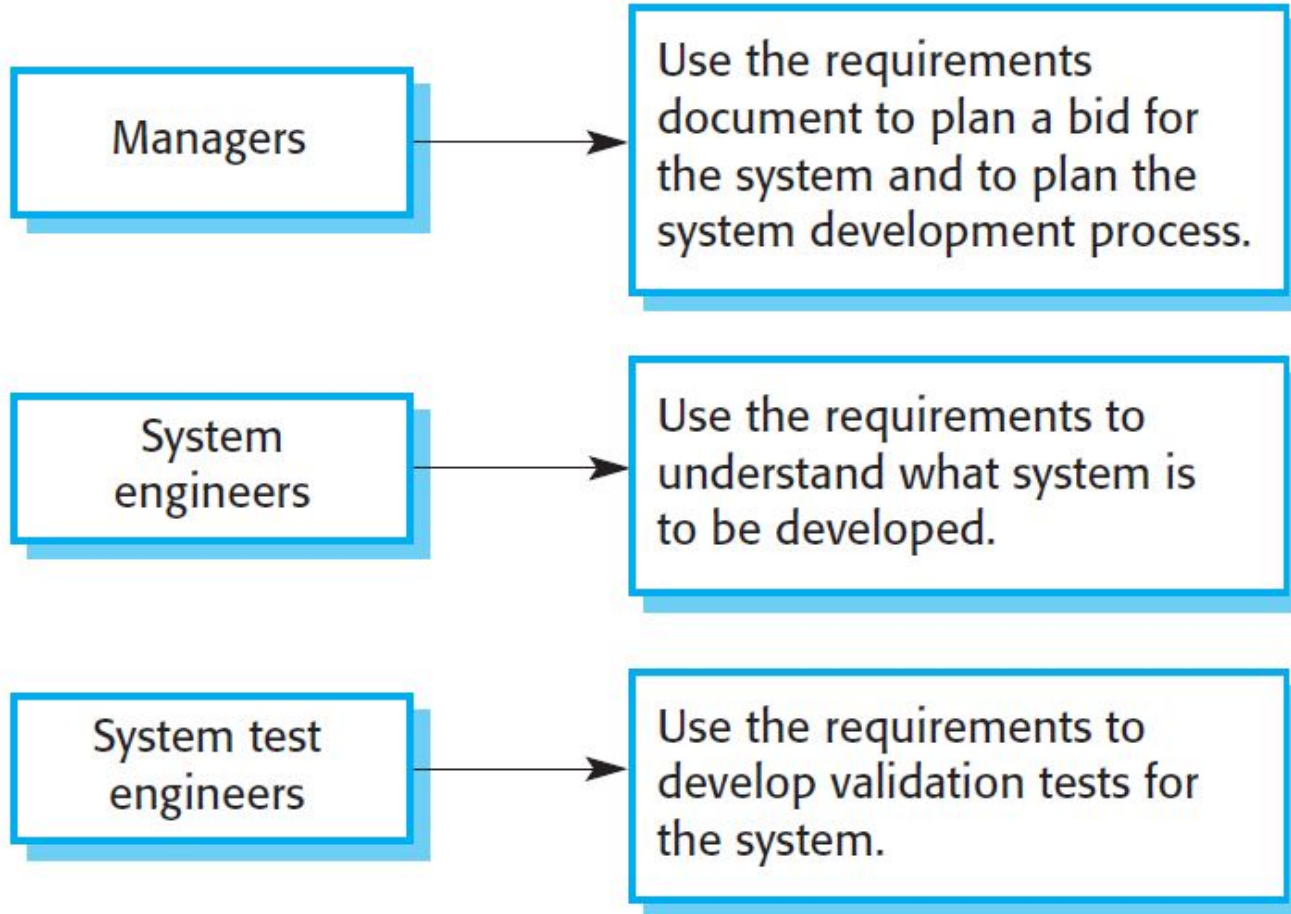 Managers
Use the requirements
document to plan a bid for
the system and to plan the
system development process.
System
engineers
Use the requirements to
understand what system is
to be developed.
System test
engineers
Use the requirements to
develop validation tests for
the system.